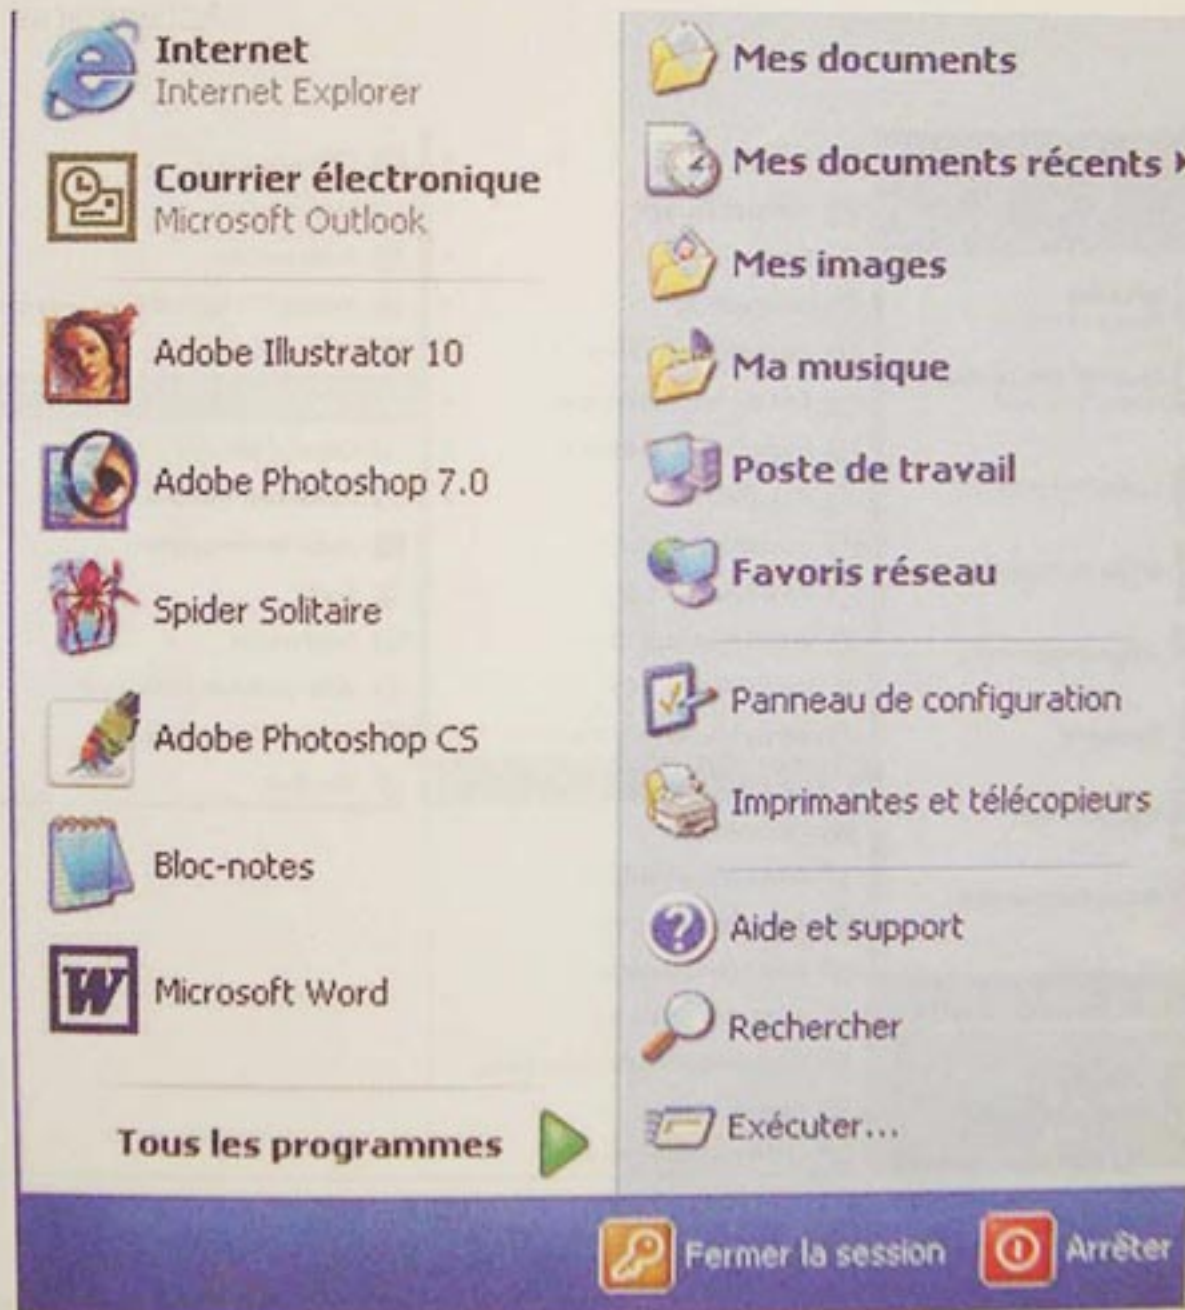 Internet
Internet Explorer
Courrier électronique
Microsoft Outlook
Adobe Illustrator 10
Adobe Photoshop 7.0
Spider Solitaire
Adobe Photoshop CS
Bloc-notes
Microsoft Word
Tous les programmes
Mes documents
Mes documents récents
Mes images
Ma musique
Poste de travail
Favoris réseau
Panneau de configuration
Imprimantes et télécopieurs
Aide et support
Rechercher
Exécuter...
Fermer la session
Arrêter